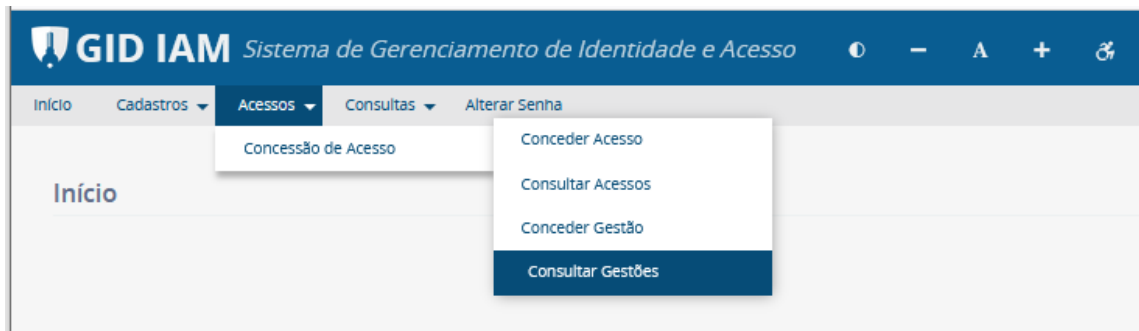 GID IAM Sistema de Gerenciamento de Identidade e Acesso A +
Início Cadastros Acessos Consultas Alterar Senha
Concessão de Acesso
Conceder Acesso
Consultar Acessos
Conceder Gestão
Consultar Gestões
Início